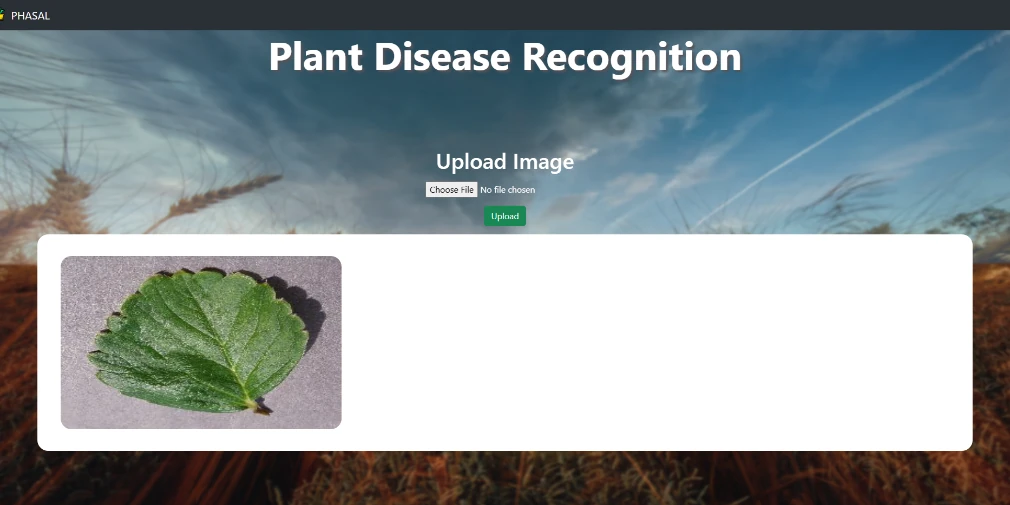 PHASAL
Plant Disease Recognition
Upload Image
Choose File No file chosen
Upload